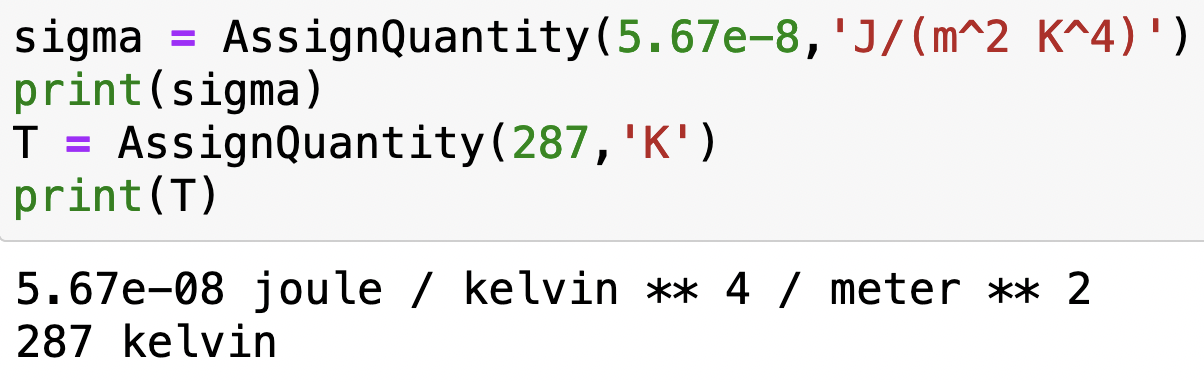 sigma = AssignQuantity(5.67e-8,'J/(m^2 K^4)')
print(sigma)
T = AssignQuantity(287,'K')
print(T)
5.67e-08 joule / kelvin ** 4 / meter ** 2
287 kelvin